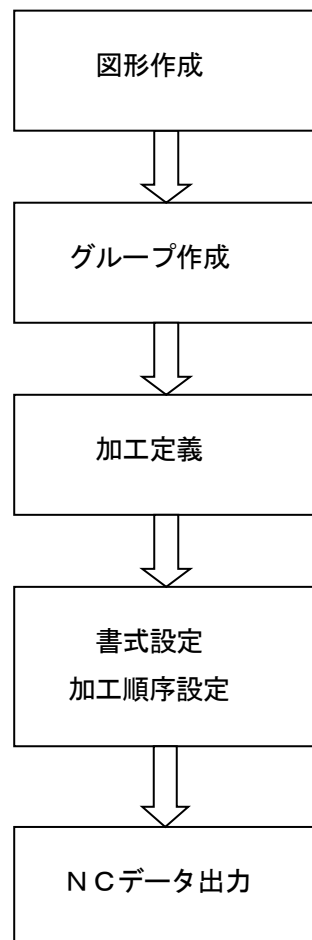 図形作成
グループ作成
加工定義
書式設定
加工順序設定
ＮＣデータ出力